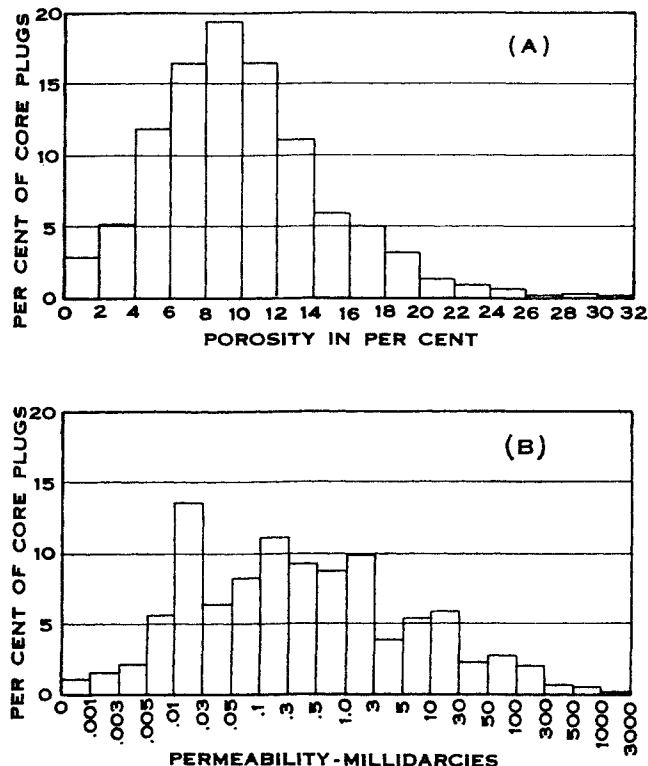 PER CENT OF CORE PLUGS
20
15
10
5
0
(A)
0 2 4 6 8 10 12 14 16 18 20 22 24 26 28 30 32
POROSITY IN PER CENT
PER CENT OF CORE PLUGS
20
15
10
5
0
(B)
0 .001 .003 .005 .01 .03 .05 .1 .3 .5 1.0 3 5 10 30 50 100 300 500 1000 3000
PERMEABILITY-MILLIDARCIES